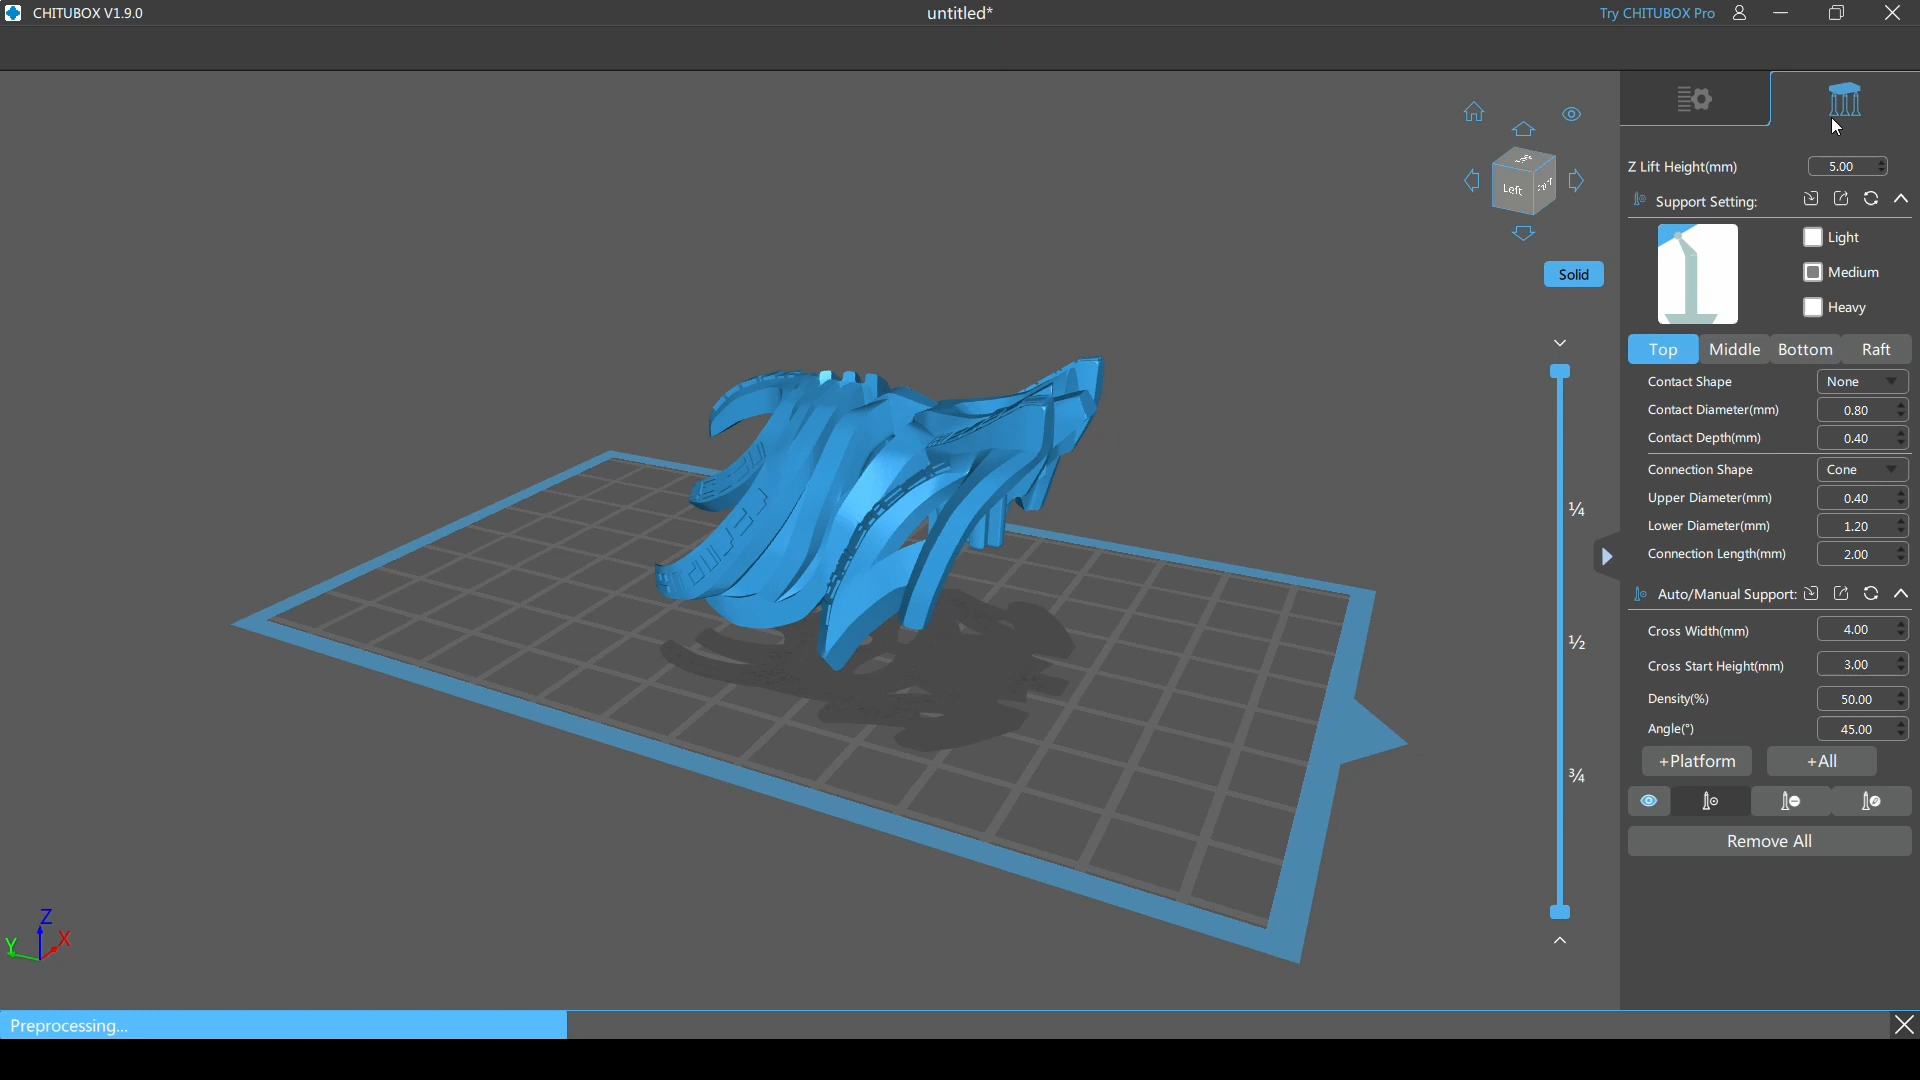 CHITUBOX V1.9.0
untitled*
Try CHITUBOX Pro
Z Lift Height(mm) 5.00
Support Setting:
Light
Medium
Heavy
Top Middle Bottom Raft
Contact Shape None
Contact Diameter(mm) 0.80
Contact Depth(mm) 0.40
Connection Shape Cone
Upper Diameter(mm) 0.40
Lower Diameter(mm) 1.20
Connection Length(mm) 2.00
Auto/Manual Support:
Cross Width(mm) 4.00
Cross Start Height(mm) 3.00
Density(%) 50.00
Angle(°) 45.00
+Platform +All
Remove All
Left
Solid
¼
½
¾
Z
Y
X
Preprocessing...